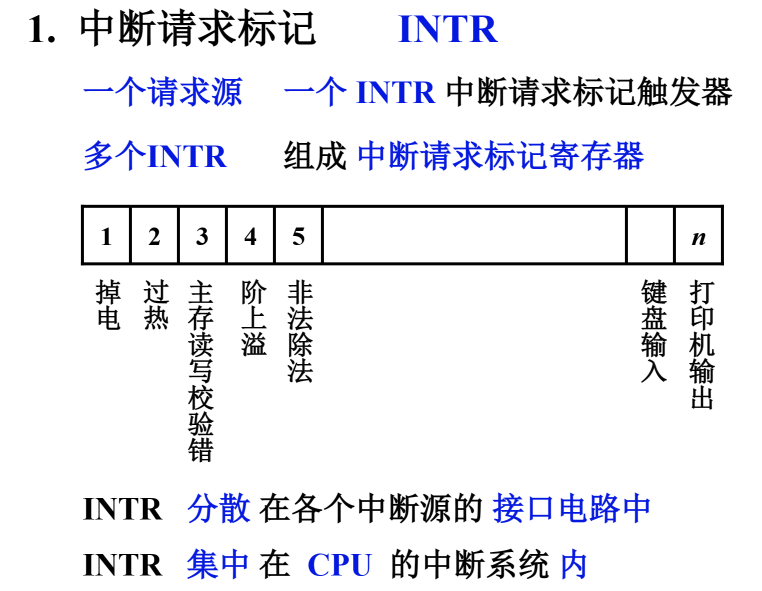 1. 中断请求标记 INTR
一个请求源 一个 INTR 中断请求标记触发器
多个INTR 组成 中断请求标记寄存器
1 2 3 4 5 n
掉电
过热
主存读写校验错
阶上溢
非法除法
键盘输入
打印机输出
INTR 分散 在各个中断源的 接口电路中
INTR 集中 在 CPU 的中断系统 内